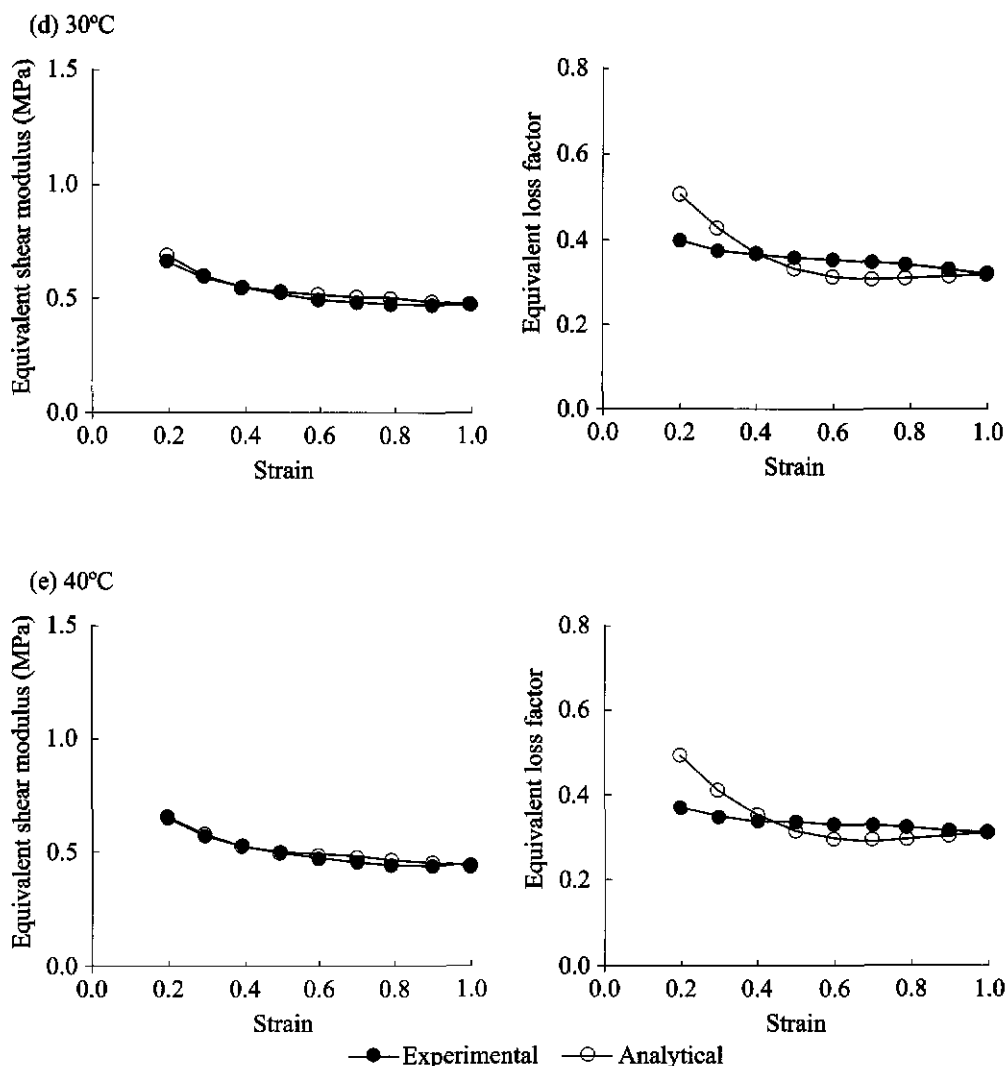 (d) 30°C
Equivalent shear modulus (MPa)
1.5
1.0
0.5
0.0
0.0 0.2 0.4 0.6 0.8 1.0
Strain
Equivalent loss factor
0.8
0.6
0.4
0.2
0.0
0.0 0.2 0.4 0.6 0.8 1.0
Strain
(e) 40°C
Equivalent shear modulus (MPa)
1.5
1.0
0.5
0.0
0.0 0.2 0.4 0.6 0.8 1.0
Strain
Equivalent loss factor
0.8
0.6
0.4
0.2
0.0
0.0 0.2 0.4 0.6 0.8 1.0
Strain
Experimental Analytical